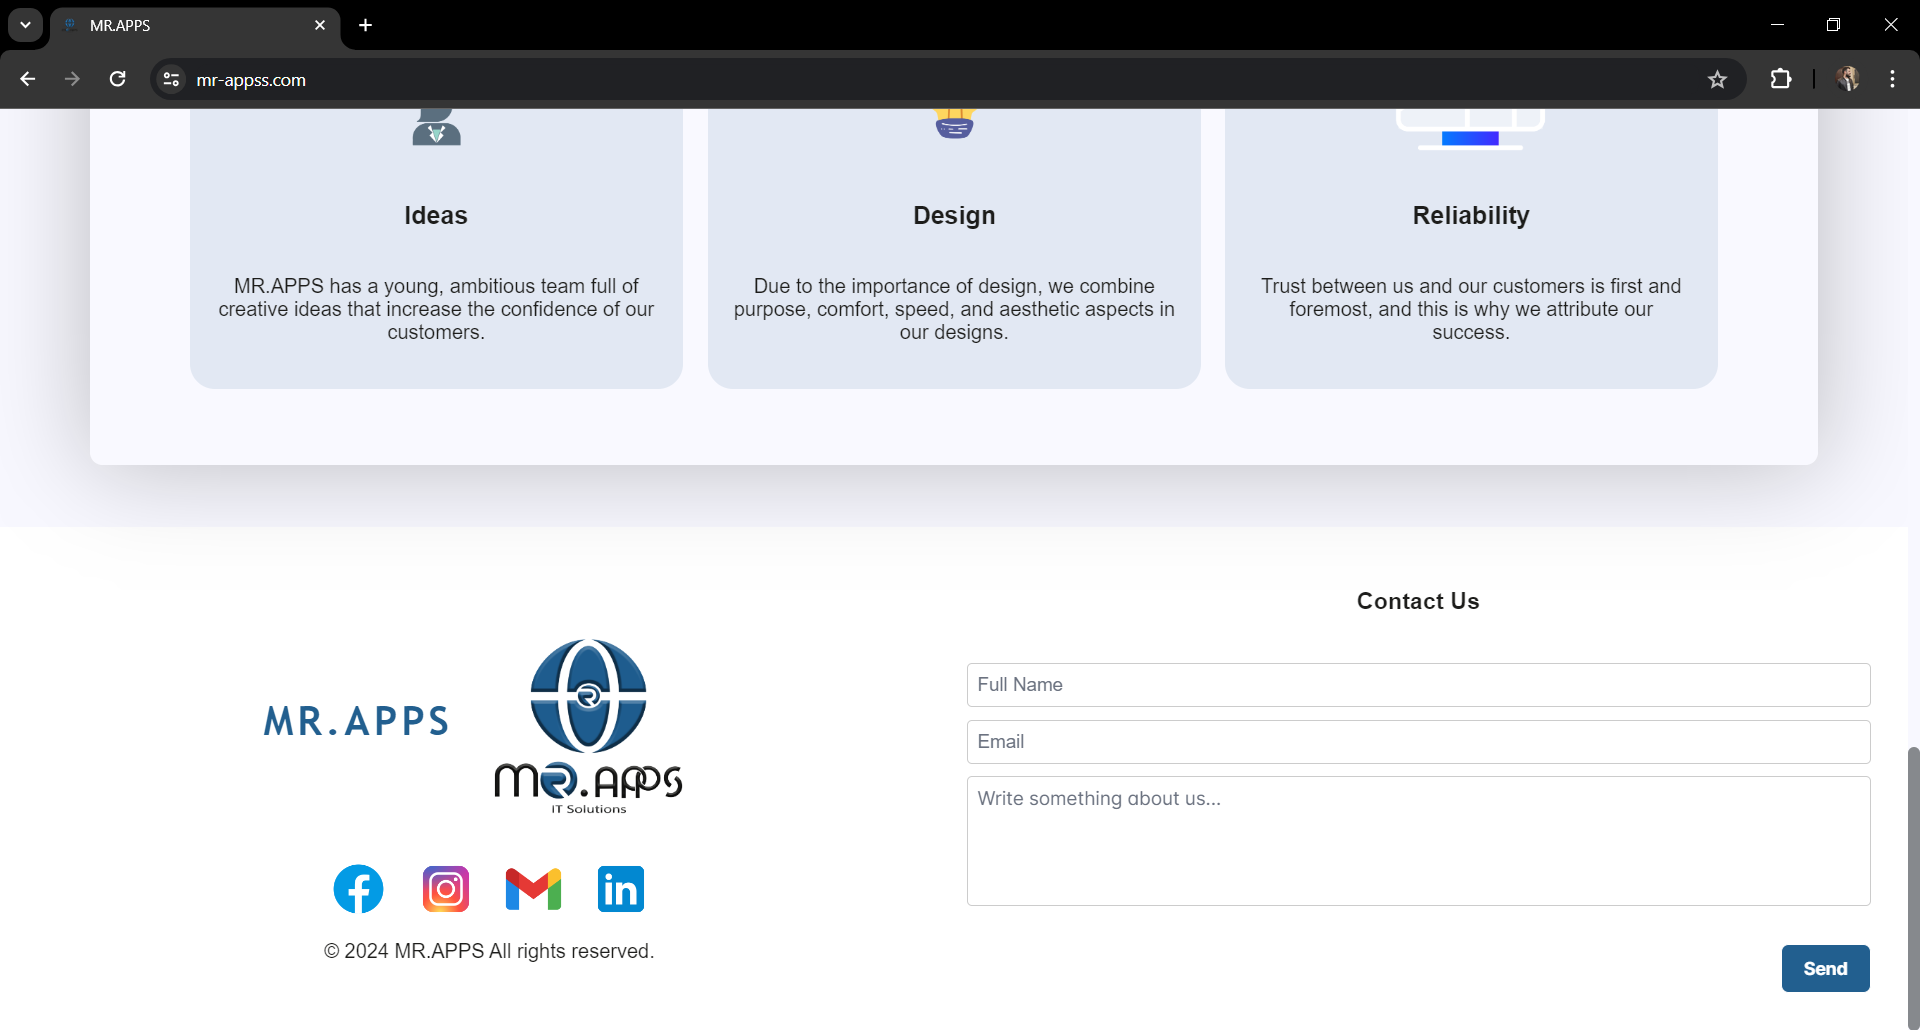 MR.APPS
mr-appss.com
Ideas
MR.APPS has a young, ambitious team full of
creative ideas that increase the confidence of our
customers.
Design
Due to the importance of design, we combine
purpose, comfort, speed, and aesthetic aspects in
our designs.
Reliability
Trust between us and our customers is first and
foremost, and this is why we attribute our
success.
MR.APPS
R
MR.APPS
IT Solutions
in
© 2024 MR.APPS All rights reserved.
Contact Us
Full Name
Email
Write something about us...
Send